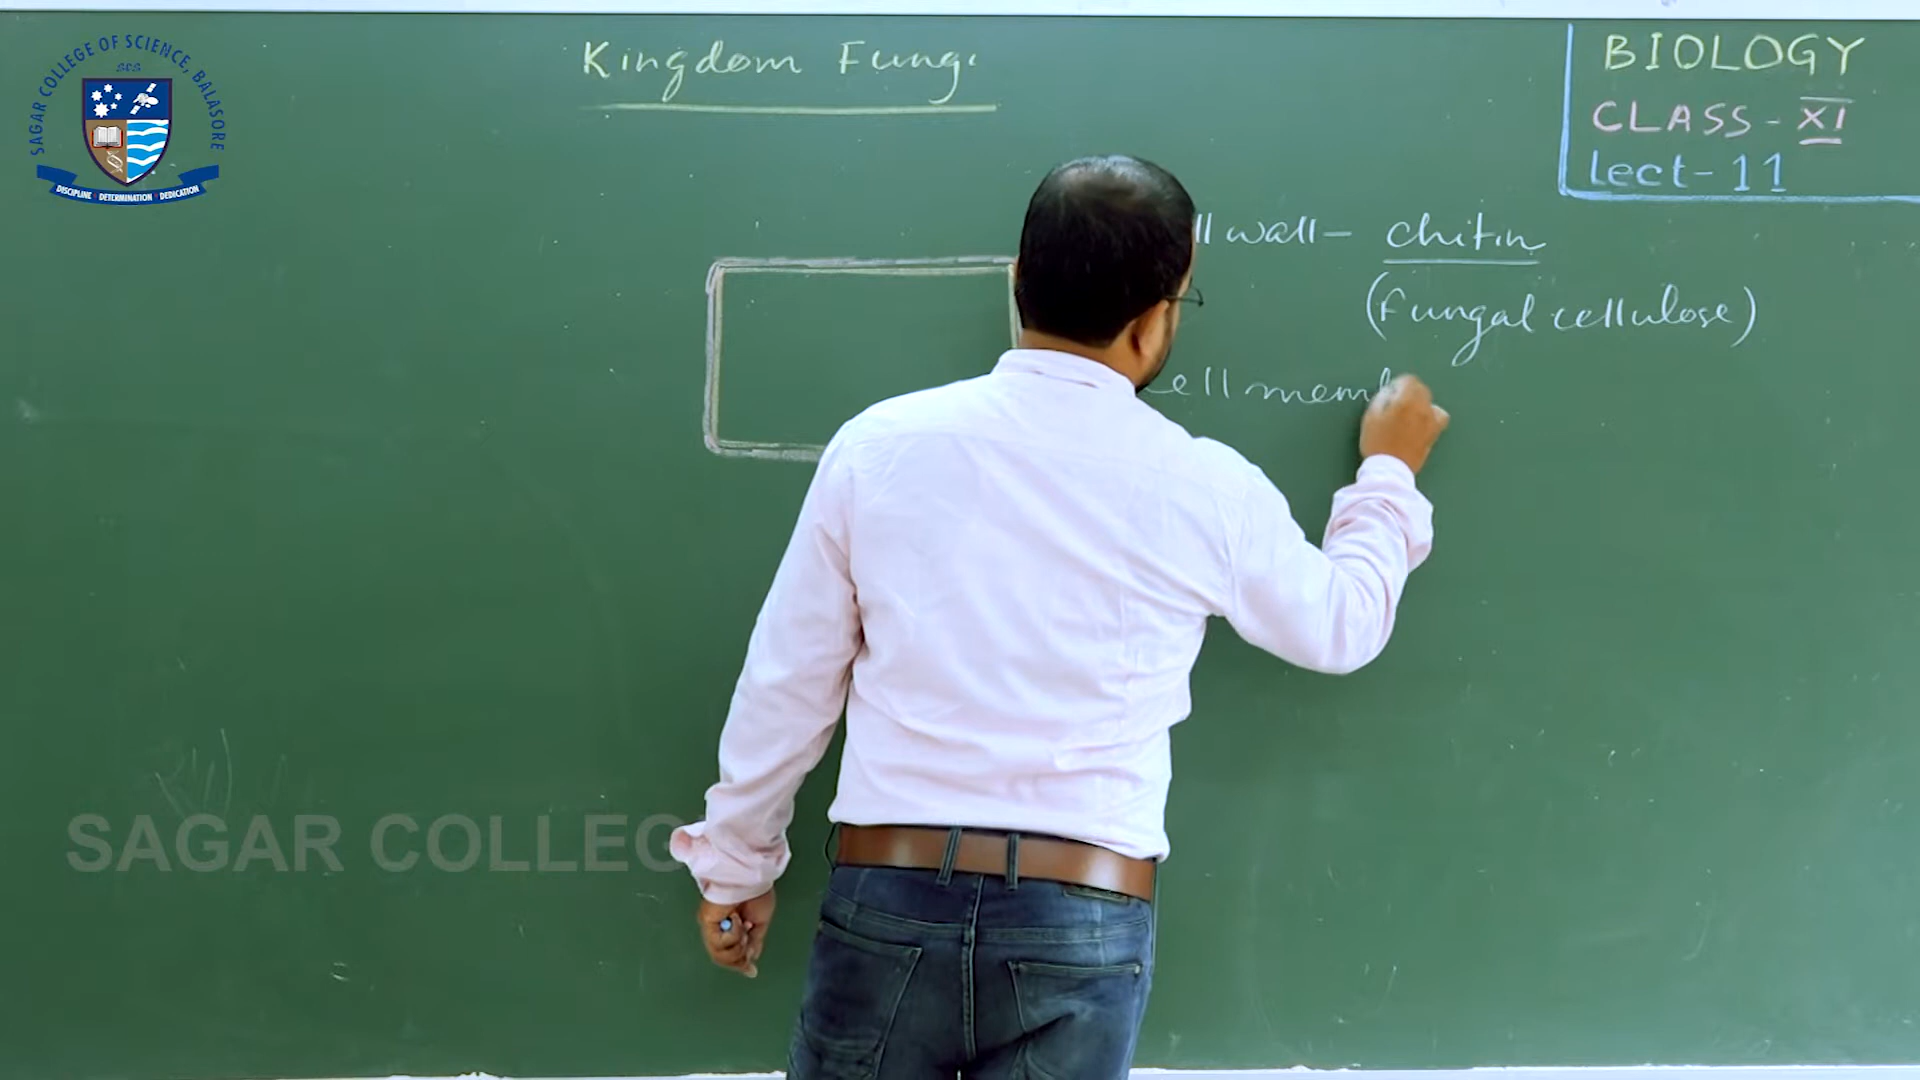 SAGAR COLLEGE OF SCIENCE, BALASORE
SCS
DISCIPLINE DETERMINATION DEDICATION
Kingdom Fungi
BIOLOGY
CLASS - XI
Lect - 11
ll wall - chitin
(Fungal cellulose)
ell memb
SAGAR COLLEG